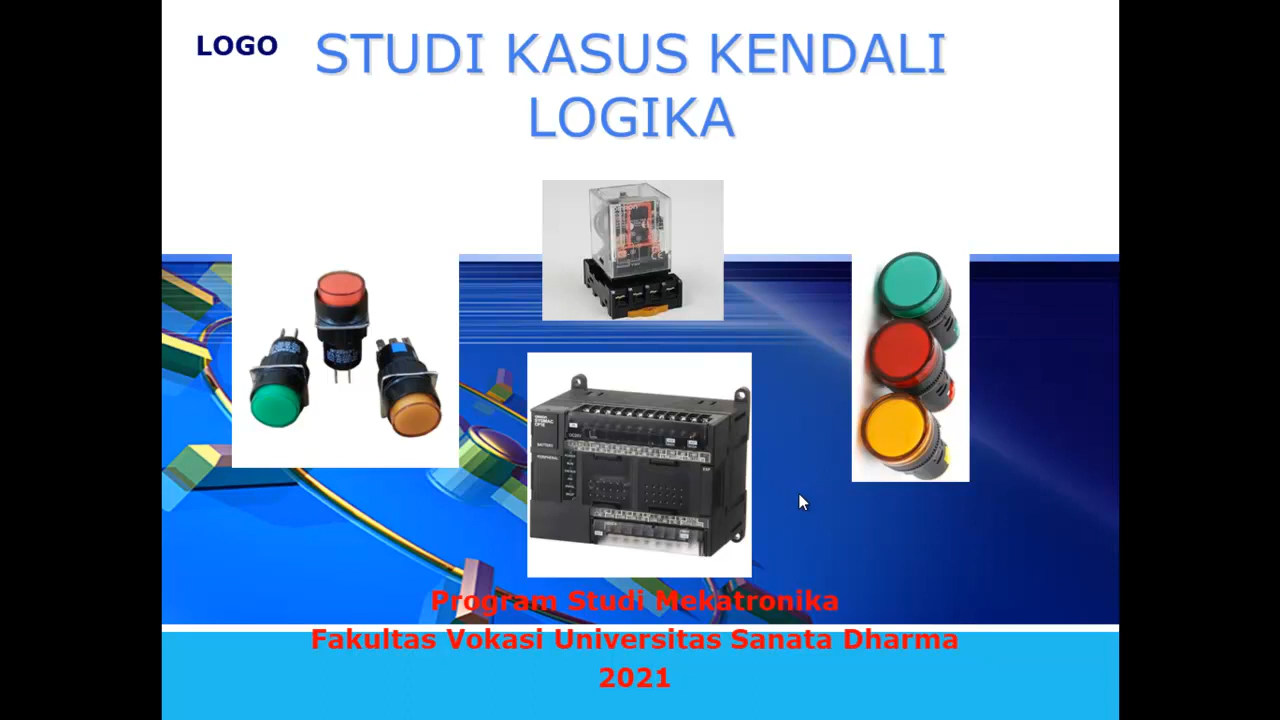 LOGO
STUDI KASUS KENDALI
LOGIKA
Program Studi Mekatronika
Fakultas Vokasi Universitas Sanata Dharma
2021